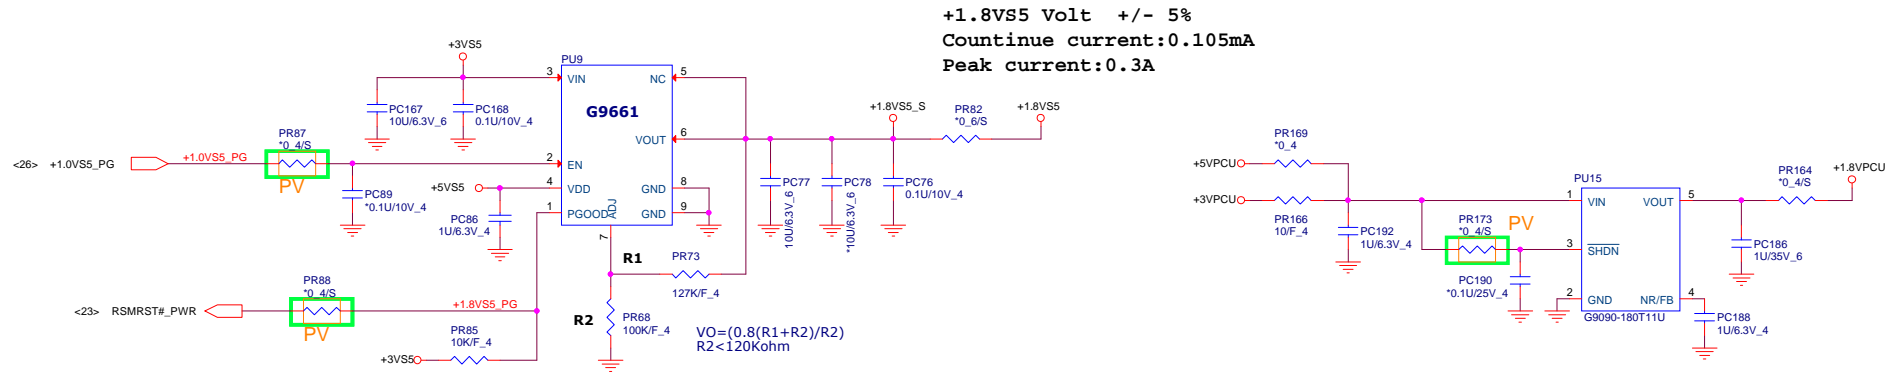 +1.8VS5 Volt +/- 5%
Countinue current:0.105mA
Peak current:0.3A
+3VS5
PU9
3
VIN
NC
5
PC167
10U/6.3V_6
PC168
0.1U/10V_4
G9661
+1.8VS5_S
PR82
*0_6/S
+1.8VS5
VOUT
6
PR87
*0_4/S
<26> +1.0VS5_PG
+1.0VS5_PG
2
EN
PV
PC89
*0.1U/10V_4
+5VS5
4
VDD
GND
8
PC86
1U/6.3V_4
1
PGOOD
ADJ
GND
9
7
PC77
10U/6.3V_6
PC78
*10U/6.3V_6
PC76
0.1U/10V_4
R1
PR73
127K/F_4
PR88
*0_4/S
<23> RSMRST#_PWR
+1.8VS5_PG
PV
PR85
10K/F_4
+3VS5
R2
PR68
100K/F_4
VO=(0.8(R1+R2)/R2)
R2<120Kohm
PR169
*0_4
+5VPCU
+3VPCU
PR166
10/F_4
PC192
1U/6.3V_4
PR173
*0_4/S
PV
PC190
*0.1U/25V_4
PU15
1
VIN
VOUT
5
3
SHDN
2
GND
NR/FB
4
G9090-180T11U
PR164
*0_4/S
+1.8VPCU
PC186
1U/35V_6
PC188
1U/6.3V_4